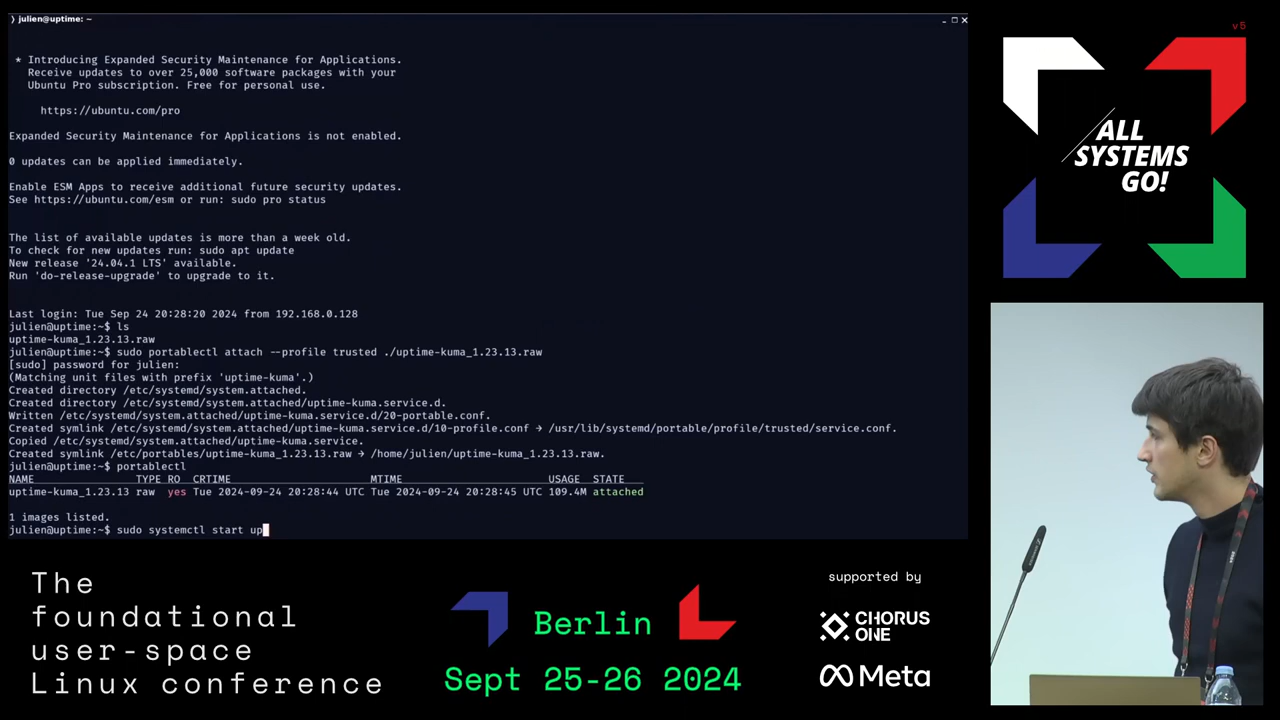 ❭ julien@uptime: ~
* Introducing Expanded Security Maintenance for Applications.
Receive updates to over 25,000 software packages with your
Ubuntu Pro subscription. Free for personal use.
https://ubuntu.com/pro
Expanded Security Maintenance for Applications is not enabled.
0 updates can be applied immediately.
Enable ESM Apps to receive additional future security updates.
See https://ubuntu.com/esm or run: sudo pro status
The list of available updates is more than a week old.
To check for new updates run: sudo apt update
New release '24.04.1 LTS' available.
Run 'do-release-upgrade' to upgrade to it.
Last login: Tue Sep 24 20:28:20 2024 from 192.168.0.128
julien@uptime:~$ ls
uptime-kuma_1.23.13.raw
julien@uptime:~$ sudo portablectl attach --profile trusted ./uptime-kuma_1.23.13.raw
[sudo] password for julien:
(Matching unit files with prefix 'uptime-kuma'.)
Created directory /etc/systemd/system.attached.
Created directory /etc/systemd/system.attached/uptime-kuma.service.d.
Written /etc/systemd/system.attached/uptime-kuma.service.d/20-portable.conf.
Created symlink /etc/systemd/system.attached/uptime-kuma.service.d/10-profile.conf → /usr/lib/systemd/portable/profile/trusted/service.conf.
Copied /etc/systemd/system.attached/uptime-kuma.service.
Created symlink /etc/portables/uptime-kuma_1.23.13.raw → /home/julien/uptime-kuma_1.23.13.raw.
julien@uptime:~$ portablectl
NAME TYPE RO CRTIME MTIME USAGE STATE
uptime-kuma_1.23.13 raw yes Tue 2024-09-24 20:28:44 UTC Tue 2024-09-24 20:28:45 UTC 109.4M attached
1 images listed.
julien@uptime:~$ sudo systemctl start up
v5
ALL
SYSTEMS
GO!
The
foundational
user-space
Linux conference
Berlin
Sept 25-26 2024
supported by
CHORUS
ONE
Meta